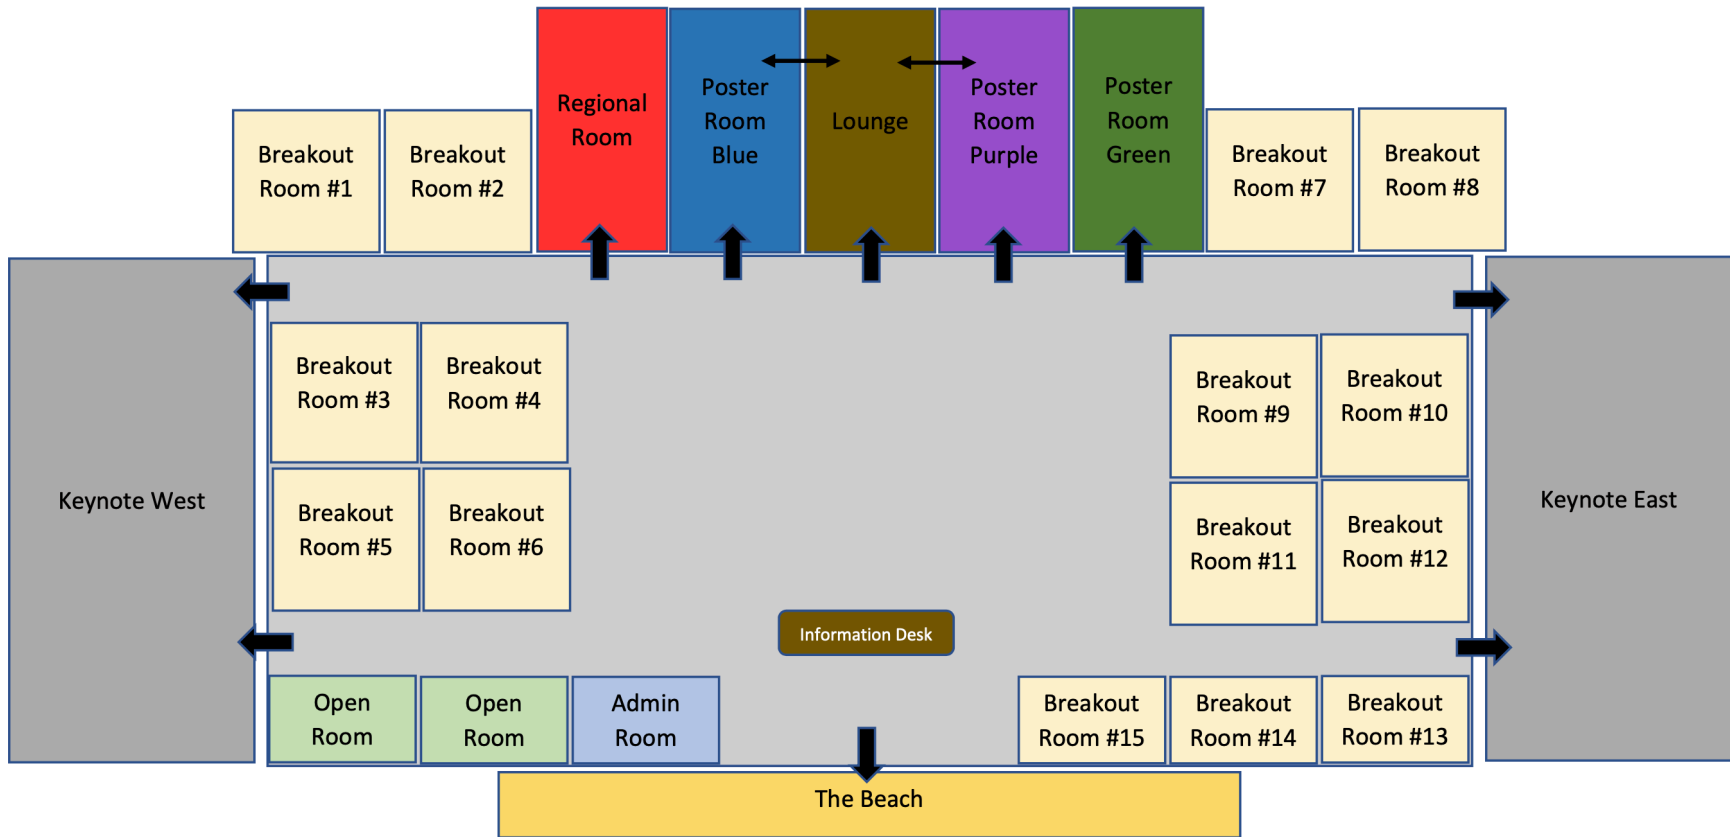 Regional
Room
Poster
Room
Blue
Lounge
Poster
Room
Purple
Poster
Room
Green
Breakout
Room #1
Breakout
Room #2
Breakout
Room #7
Breakout
Room #8
Keynote West
Breakout
Room #3
Breakout
Room #4
Breakout
Room #5
Breakout
Room #6
Breakout
Room #9
Breakout
Room #10
Breakout
Room #11
Breakout
Room #12
Keynote East
Information Desk
Open
Room
Open
Room
Admin
Room
Breakout
Room #15
Breakout
Room #14
Breakout
Room #13
The Beach